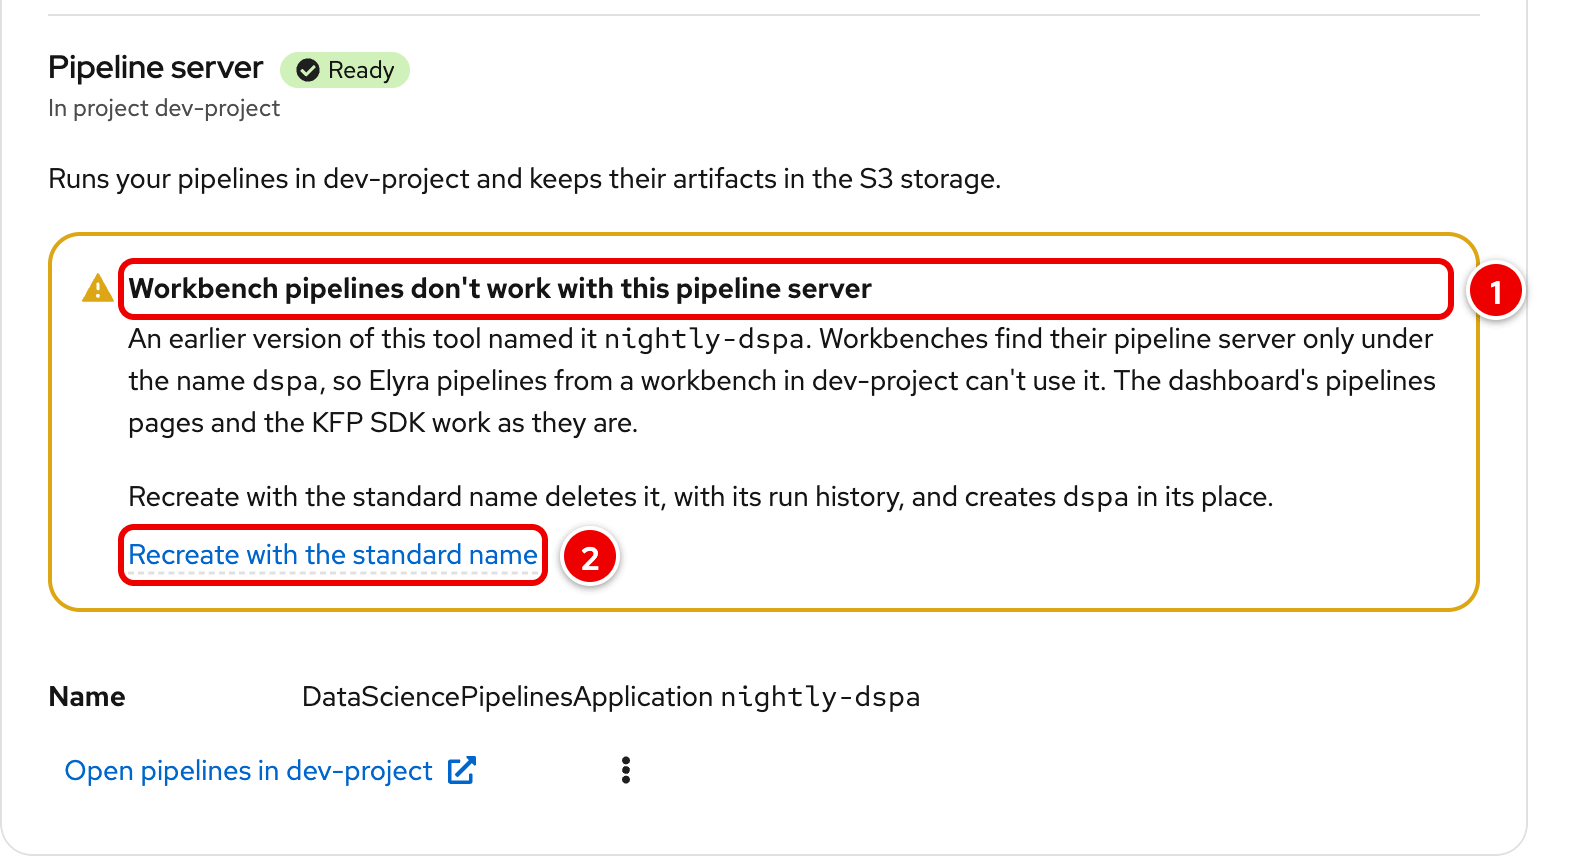 Pipeline server Ready
In project dev-project
Runs your pipelines in dev-project and keeps their artifacts in the S3 storage.
Workbench pipelines don't work with this pipeline server 1
An earlier version of this tool named it nightly-dspa. Workbenches find their pipeline server only under
the name dspa, so Elyra pipelines from a workbench in dev-project can't use it. The dashboard's pipelines
pages and the KFP SDK work as they are.
Recreate with the standard name deletes it, with its run history, and creates dspa in its place.
Recreate with the standard name 2
Name DataSciencePipelinesApplication nightly-dspa
Open pipelines in dev-project